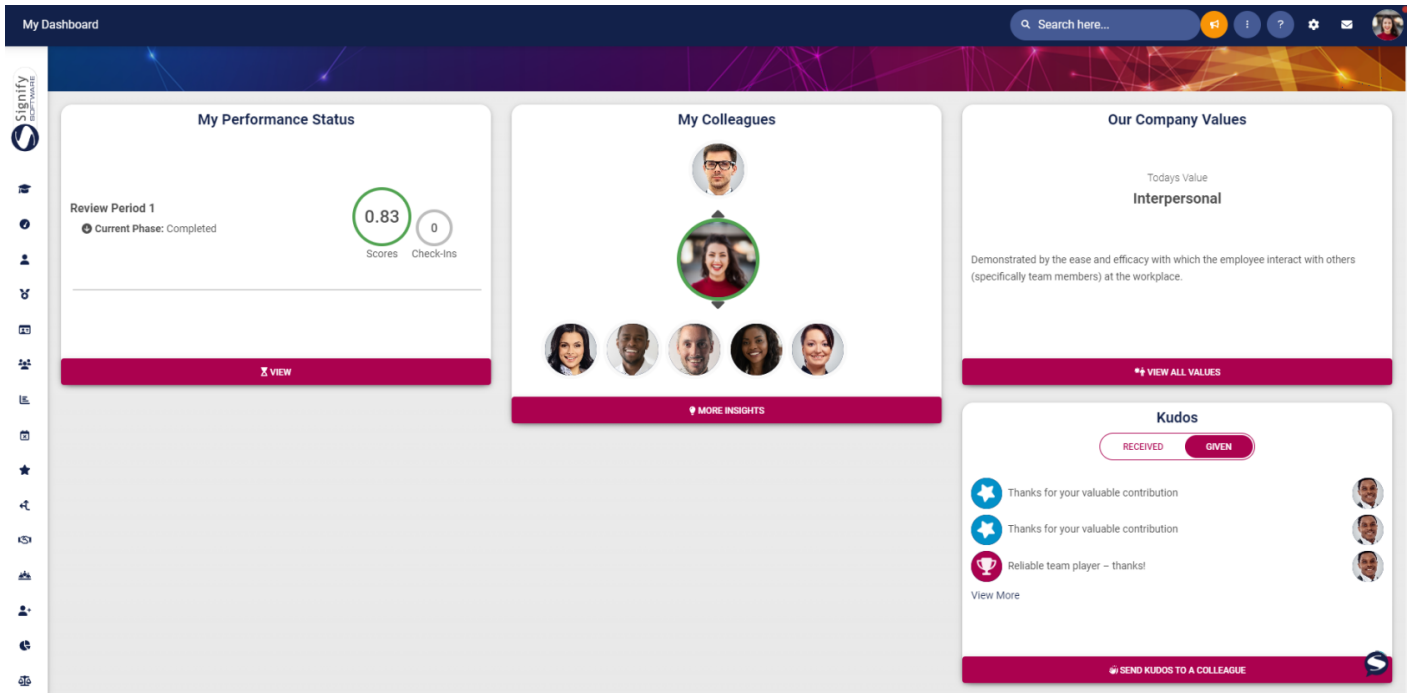 My Dashboard
Search here...
?
Signify
SOFTWARE
My Performance Status
Review Period 1
Current Phase: Completed
0.83
0
Scores
Check-Ins
VIEW
My Colleagues
MORE INSIGHTS
Our Company Values
Todays Value
Interpersonal
Demonstrated by the ease and efficacy with which the employee interact with others
(specifically team members) at the workplace.
VIEW ALL VALUES
Kudos
RECEIVED
GIVEN
Thanks for your valuable contribution
Thanks for your valuable contribution
Reliable team player – thanks!
View More
SEND KUDOS TO A COLLEAGUE